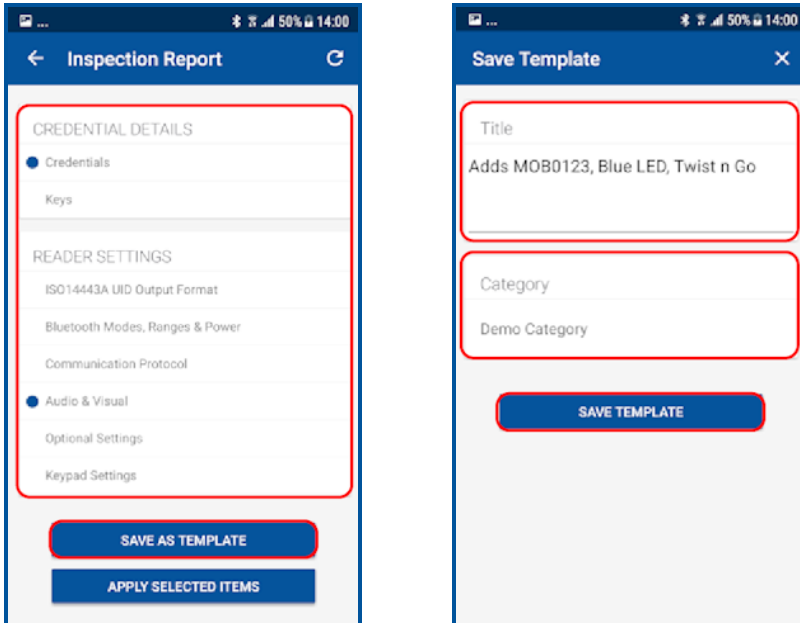 ... 50% 14:00
Inspection Report
CREDENTIAL DETAILS
Credentials
Keys
READER SETTINGS
ISO14443A UID Output Format
Bluetooth Modes, Ranges & Power
Communication Protocol
Audio & Visual
Optional Settings
Keypad Settings
SAVE AS TEMPLATE
APPLY SELECTED ITEMS
... 50% 14:00
Save Template
Title
Adds MOB0123, Blue LED, Twist n Go
Category
Demo Category
SAVE TEMPLATE